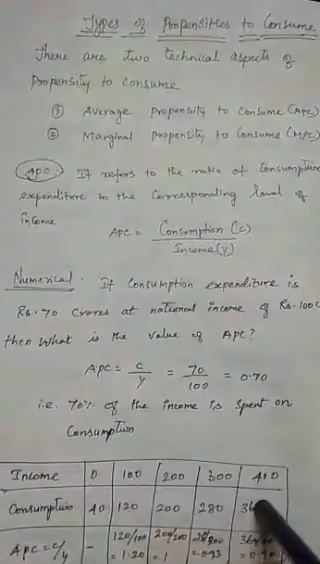 Types of Propensities to Consume
There are two technical aspects of
Propensity to consume
① Average Propensity to Consume (APC)
② Marginal Propensity to Consume (MPC)
APC: It refers to the ratio of Consumption
expenditure to the Corresponding level of
income
APC = Consumption (C)
Income (Y)
Numerical. If Consumption expenditure is
Rs. 70 Crores at national income of Rs. 100
then What is the value of APC?
APC = C/Y = 70/100 = 0.70
i.e. 70% of the income is spent on
Consumption
Income 0 100 200 300 400
Consumption 40 120 200 280
APC = C/Y - 120/100 200/200
= 1.20 = 1 = 0.93